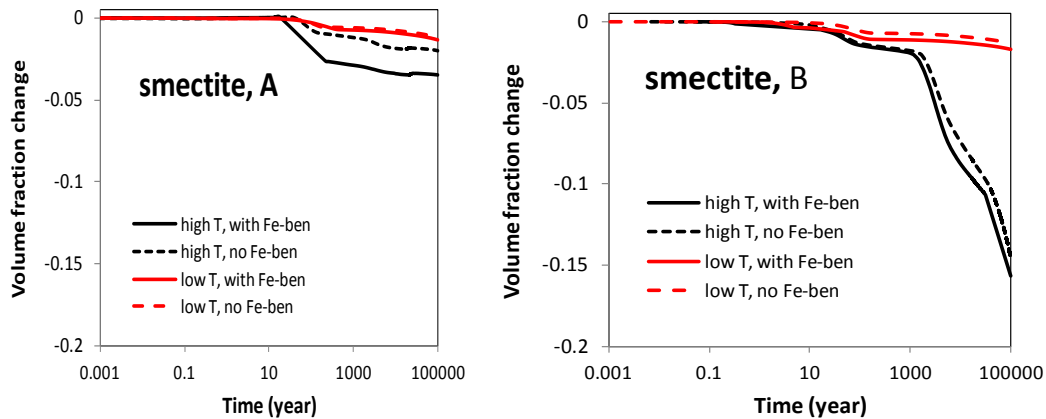 Volume fraction change
0
-0.05
-0.1
-0.15
-0.2
smectite, A
high T, with Fe-ben
high T, no Fe-ben
low T, with Fe-ben
low T, no Fe-ben
0.001
0.1
10
1000
100000
Time (year)
Volume fraction change
0
-0.05
-0.1
-0.15
-0.2
smectite, B
high T, with Fe-ben
high T, no Fe-ben
low T, with Fe-ben
low T, no Fe-ben
0.001
0.1
10
1000
100000
Time (year)